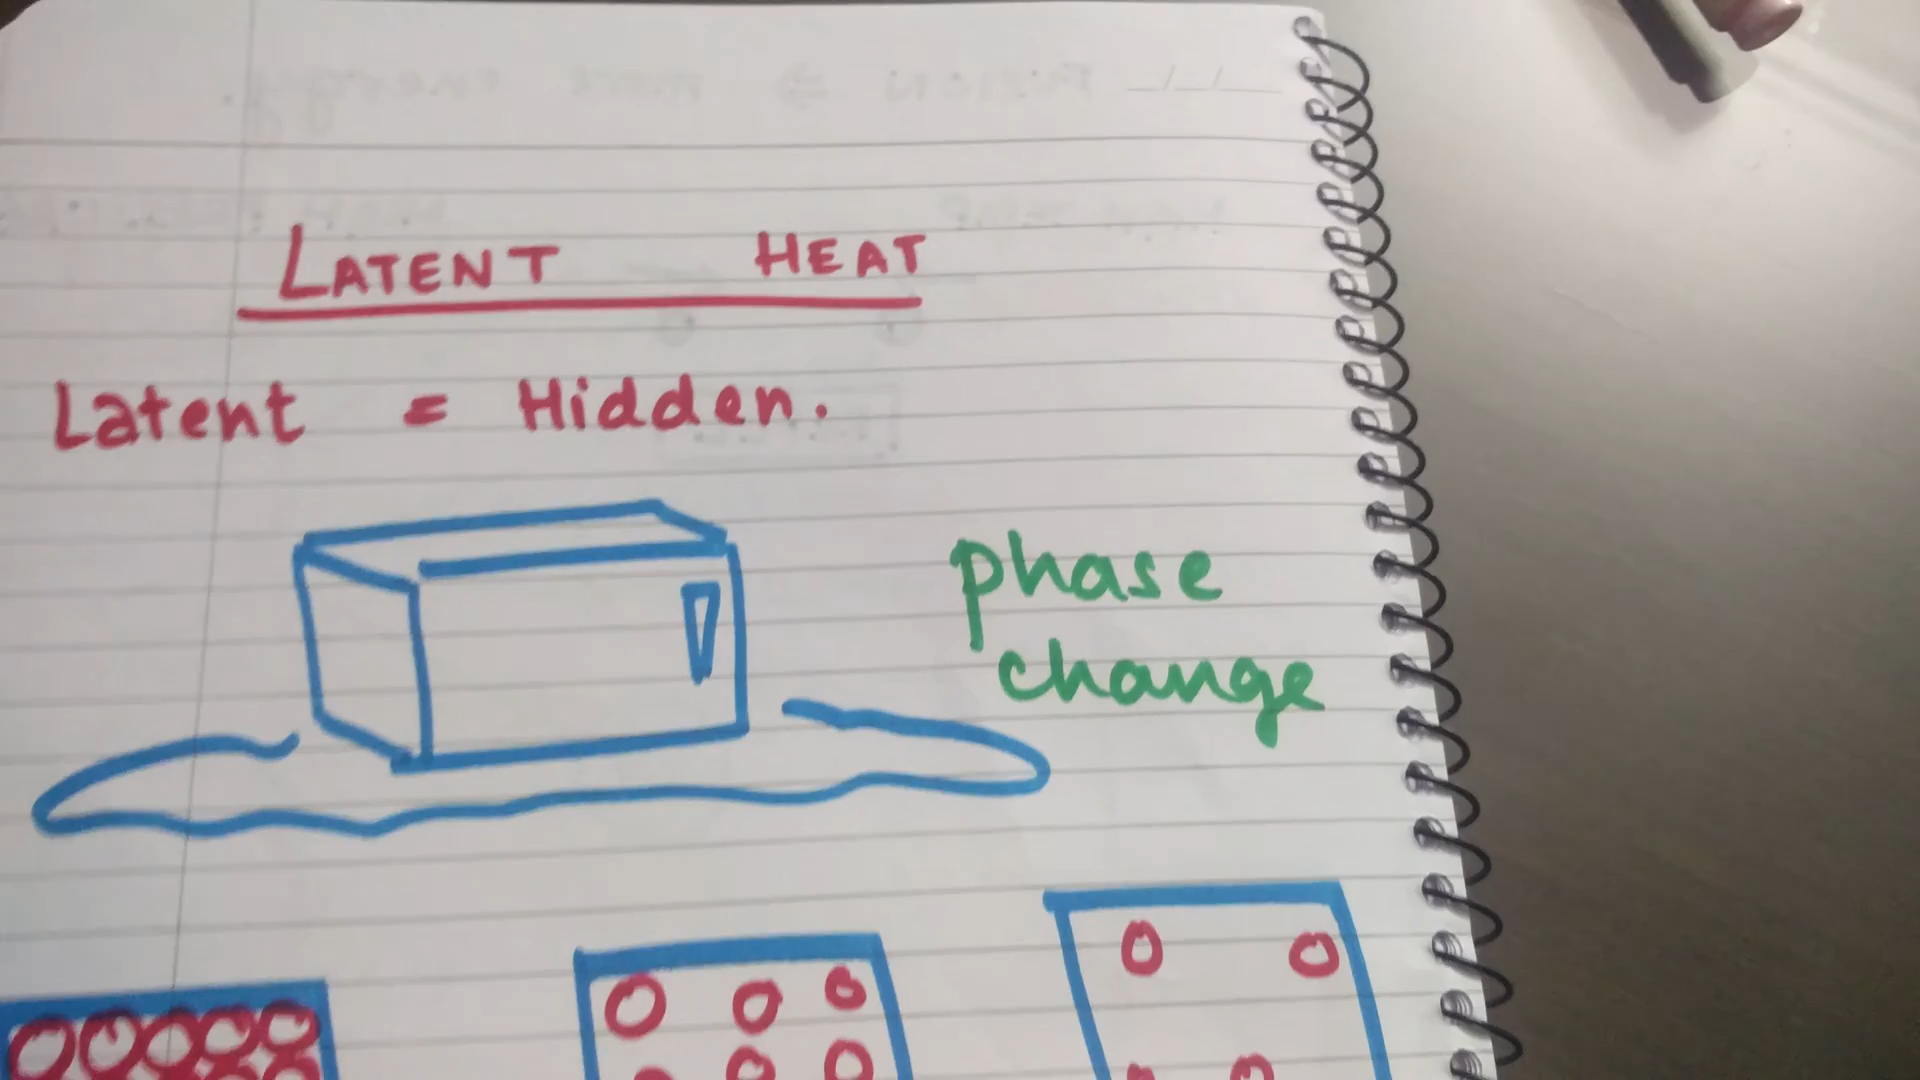 LATENT HEAT
Latent = Hidden.
phase
change